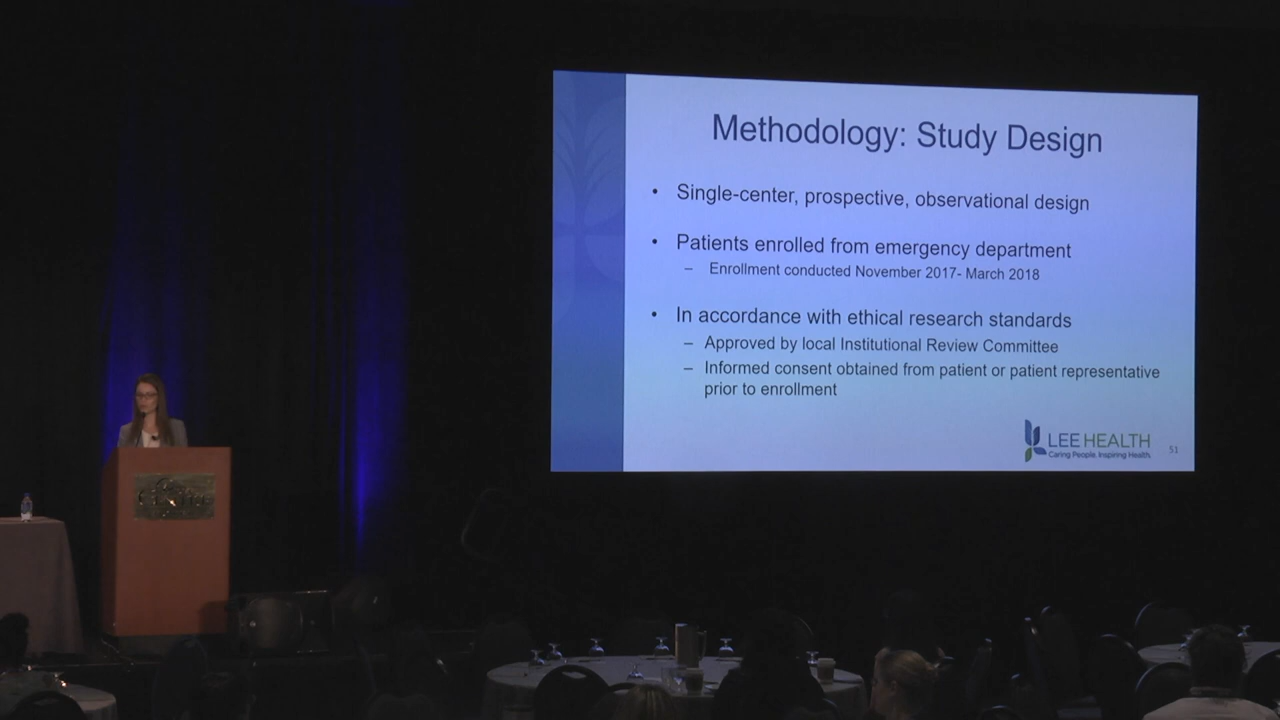 Methodology: Study Design
• Single-center, prospective, observational design
• Patients enrolled from emergency department
– Enrollment conducted November 2017- March 2018
• In accordance with ethical research standards
– Approved by local Institutional Review Committee
– Informed consent obtained from patient or patient representative
prior to enrollment
LEE HEALTH
Caring People. Inspiring Health.
51